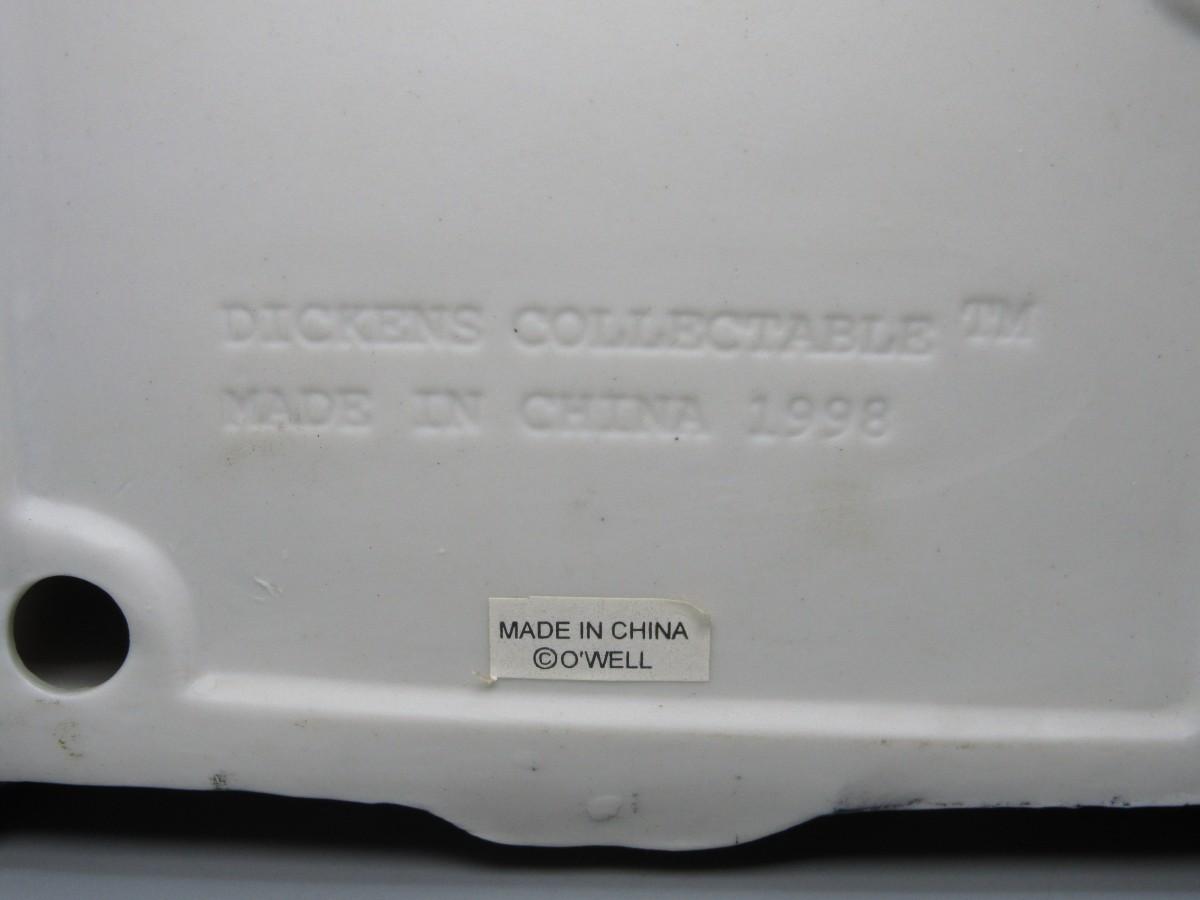 DICKENS COLLECTABLE ™
MADE IN CHINA 1998
MADE IN CHINA
©O'WELL